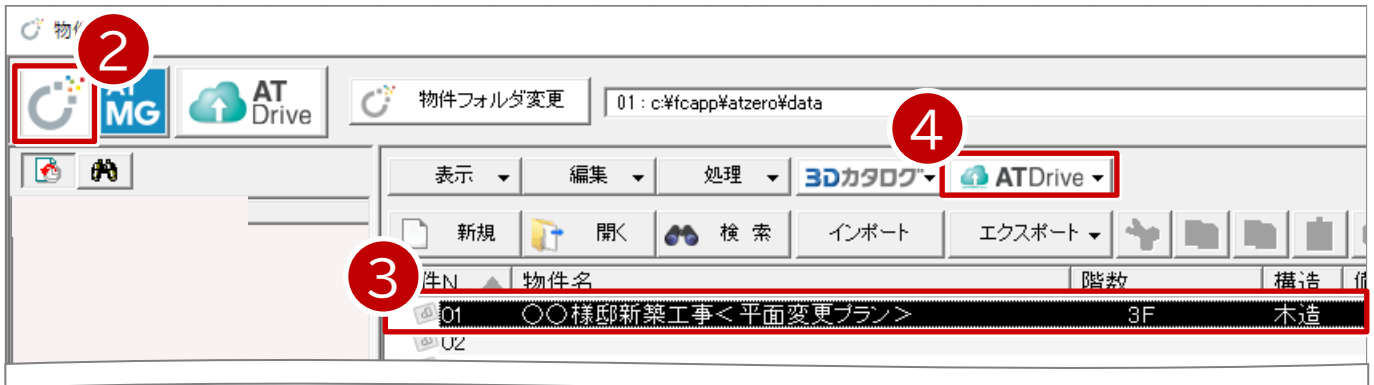 物件
2
AT MG
AT Drive
物件フォルダ変更
01 : c:¥fcapp¥atzero¥data
4
表示
編集
処理
3Dカタログ
ATDrive
新規
開く
検 索
インポート
エクスポート
3
件N
物件名
階数
構造
01
〇〇様邸新築工事<平面変更プラン>
3F
木造
02